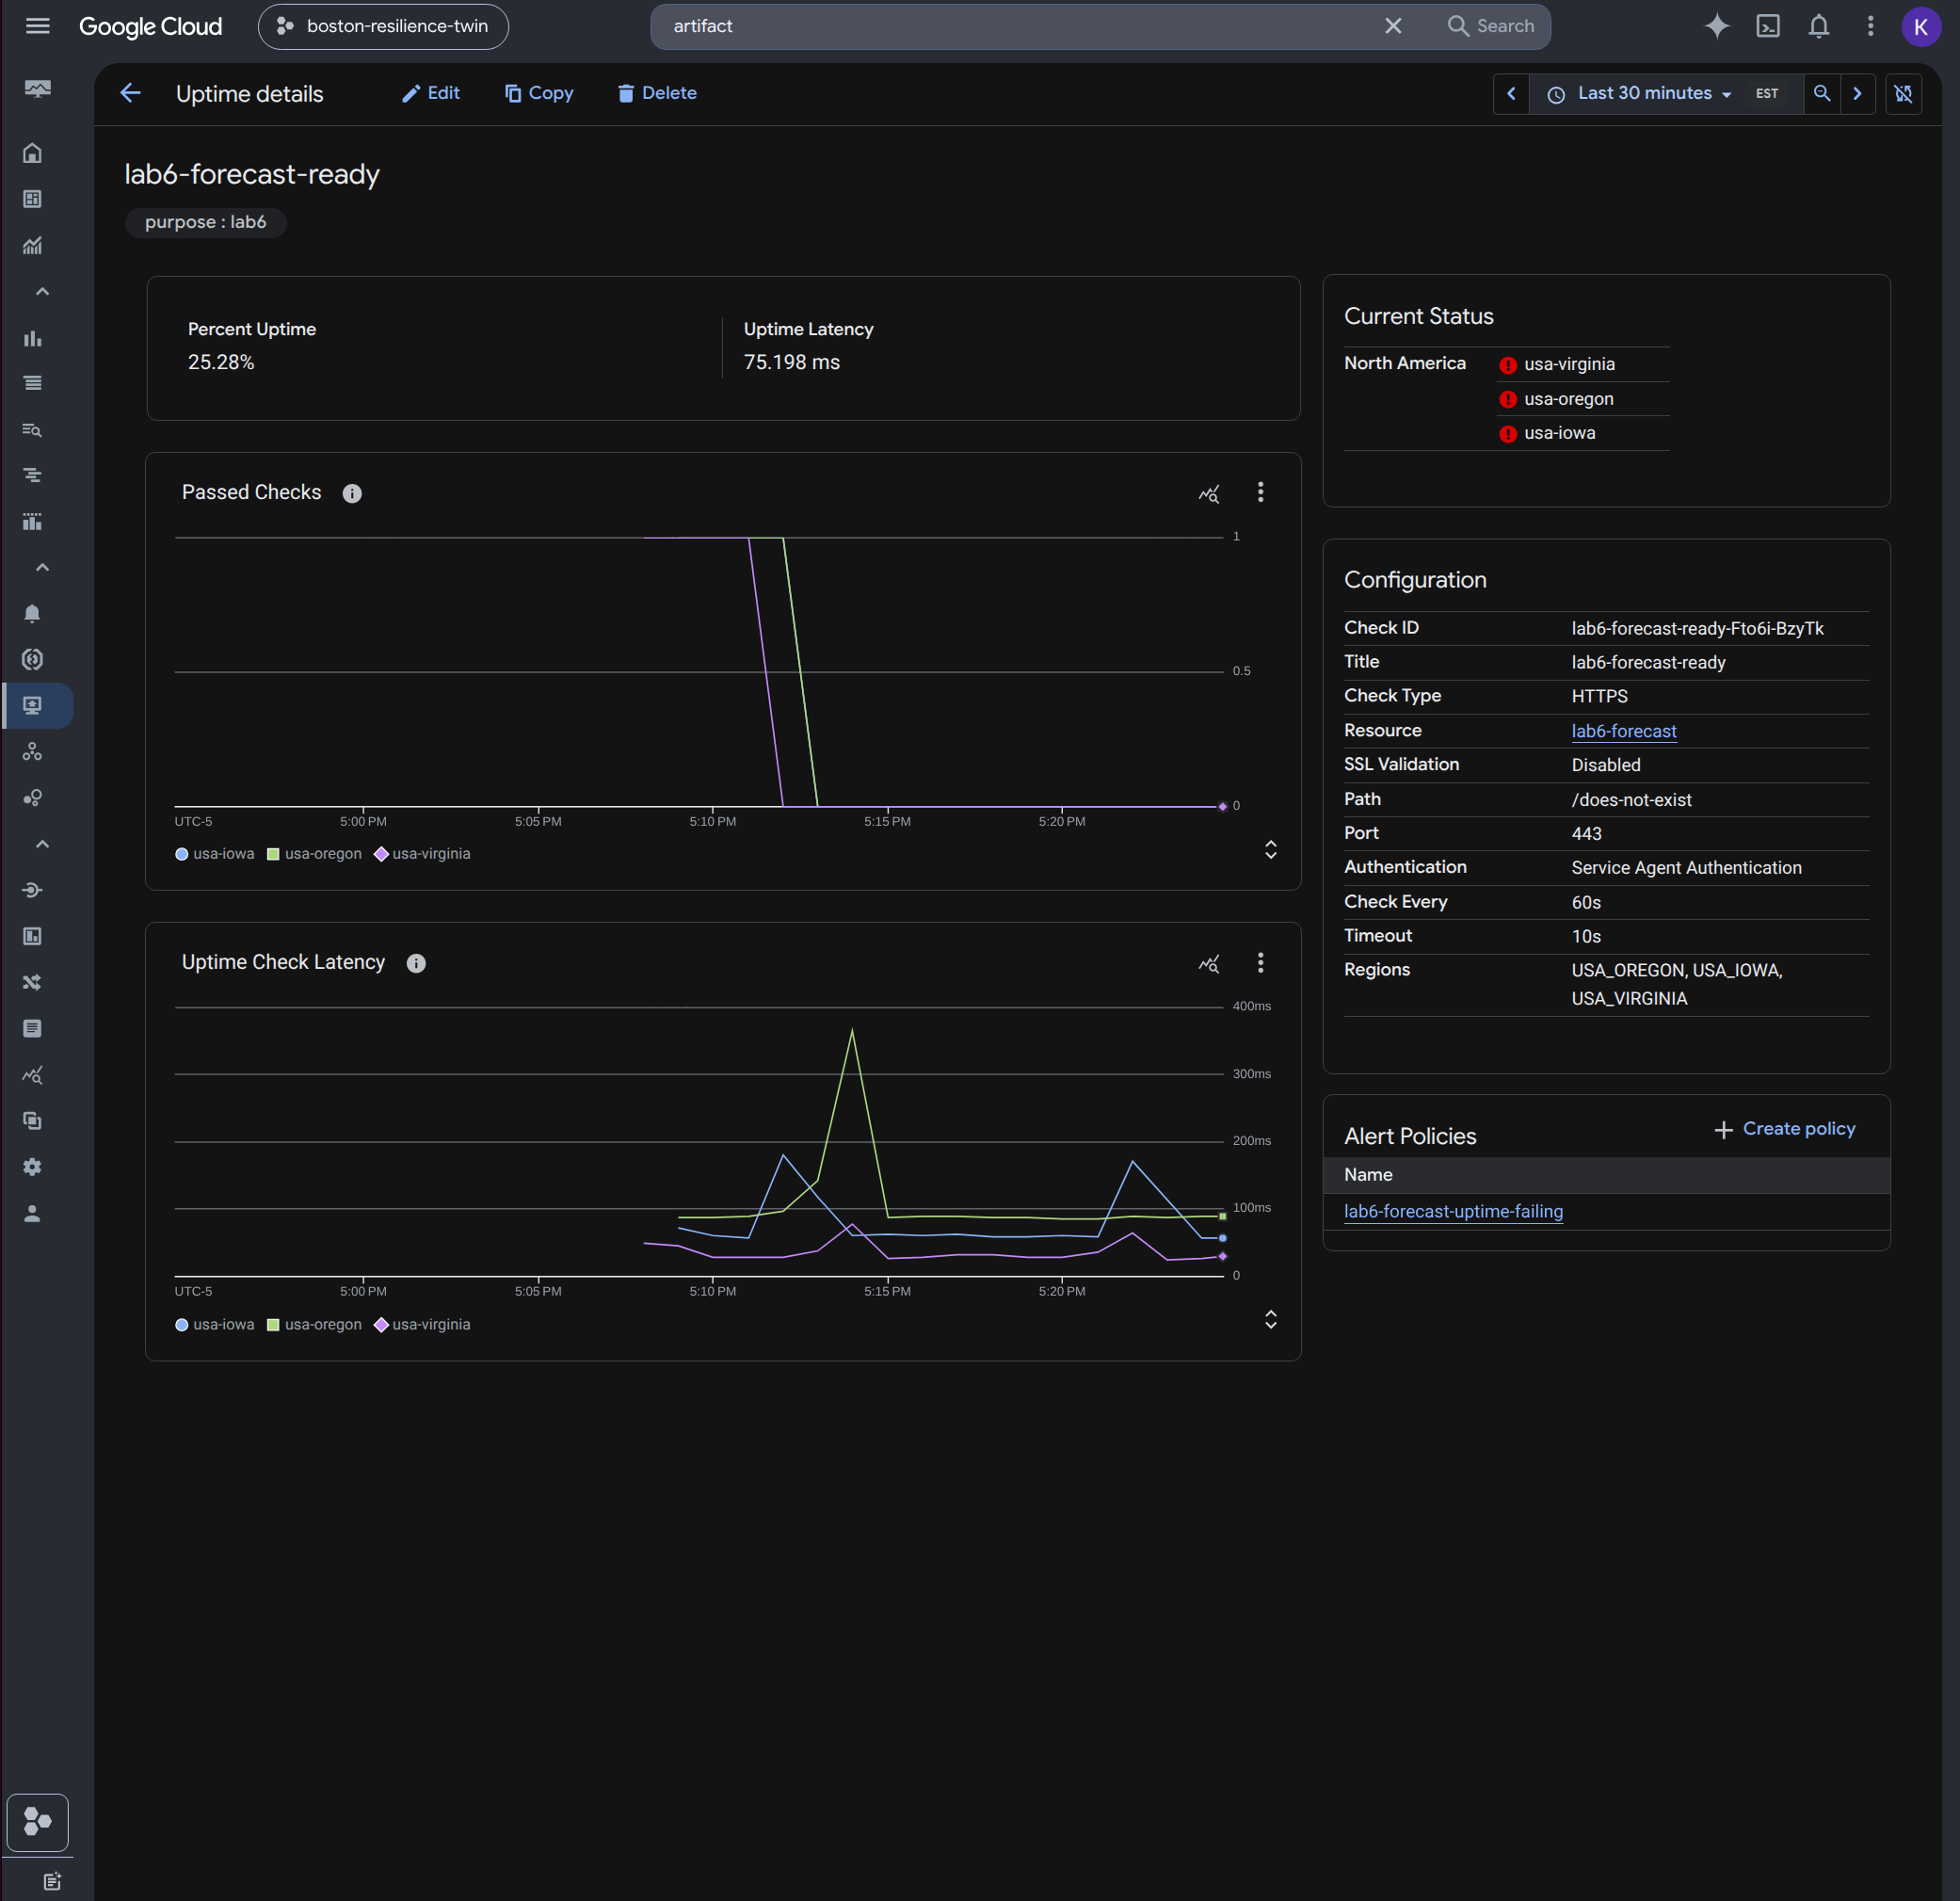 Google Cloud
boston-resilience-twin
artifact
Search
K
Uptime details
Edit
Copy
Delete
Last 30 minutes
EST
lab6-forecast-ready
purpose : lab6
Percent Uptime
25.28%
Uptime Latency
75.198 ms
Passed Checks
1
0.5
0
UTC-5
5:00 PM
5:05 PM
5:10 PM
5:15 PM
5:20 PM
usa-iowa
usa-oregon
usa-virginia
Uptime Check Latency
400ms
300ms
200ms
100ms
0
UTC-5
5:00 PM
5:05 PM
5:10 PM
5:15 PM
5:20 PM
usa-iowa
usa-oregon
usa-virginia
Current Status
North America
usa-virginia
usa-oregon
usa-iowa
Configuration
Check ID lab6-forecast-ready-Fto6i-BzyTk
Title lab6-forecast-ready
Check Type HTTPS
Resource lab6-forecast
SSL Validation Disabled
Path /does-not-exist
Port 443
Authentication Service Agent Authentication
Check Every 60s
Timeout 10s
Regions USA_OREGON, USA_IOWA,
USA_VIRGINIA
Alert Policies
Create policy
Name
lab6-forecast-uptime-failing